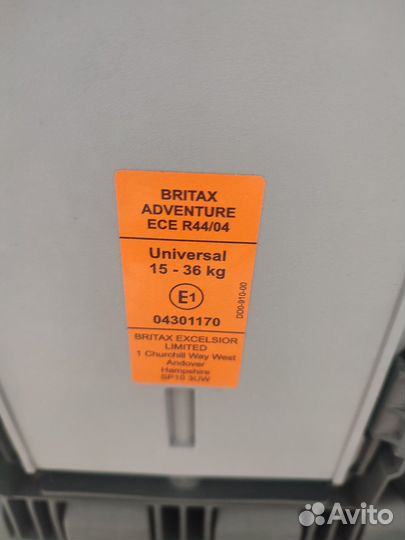 BRITAX
ADVENTURE
ECE R44/04
Universal
15 - 36 kg
E1
04301170
BRITAX EXCELSIOR
LIMITED
1 Churchill Way West
Andover
Hampshire
SP10 3UW
DD0-910-00
Avito